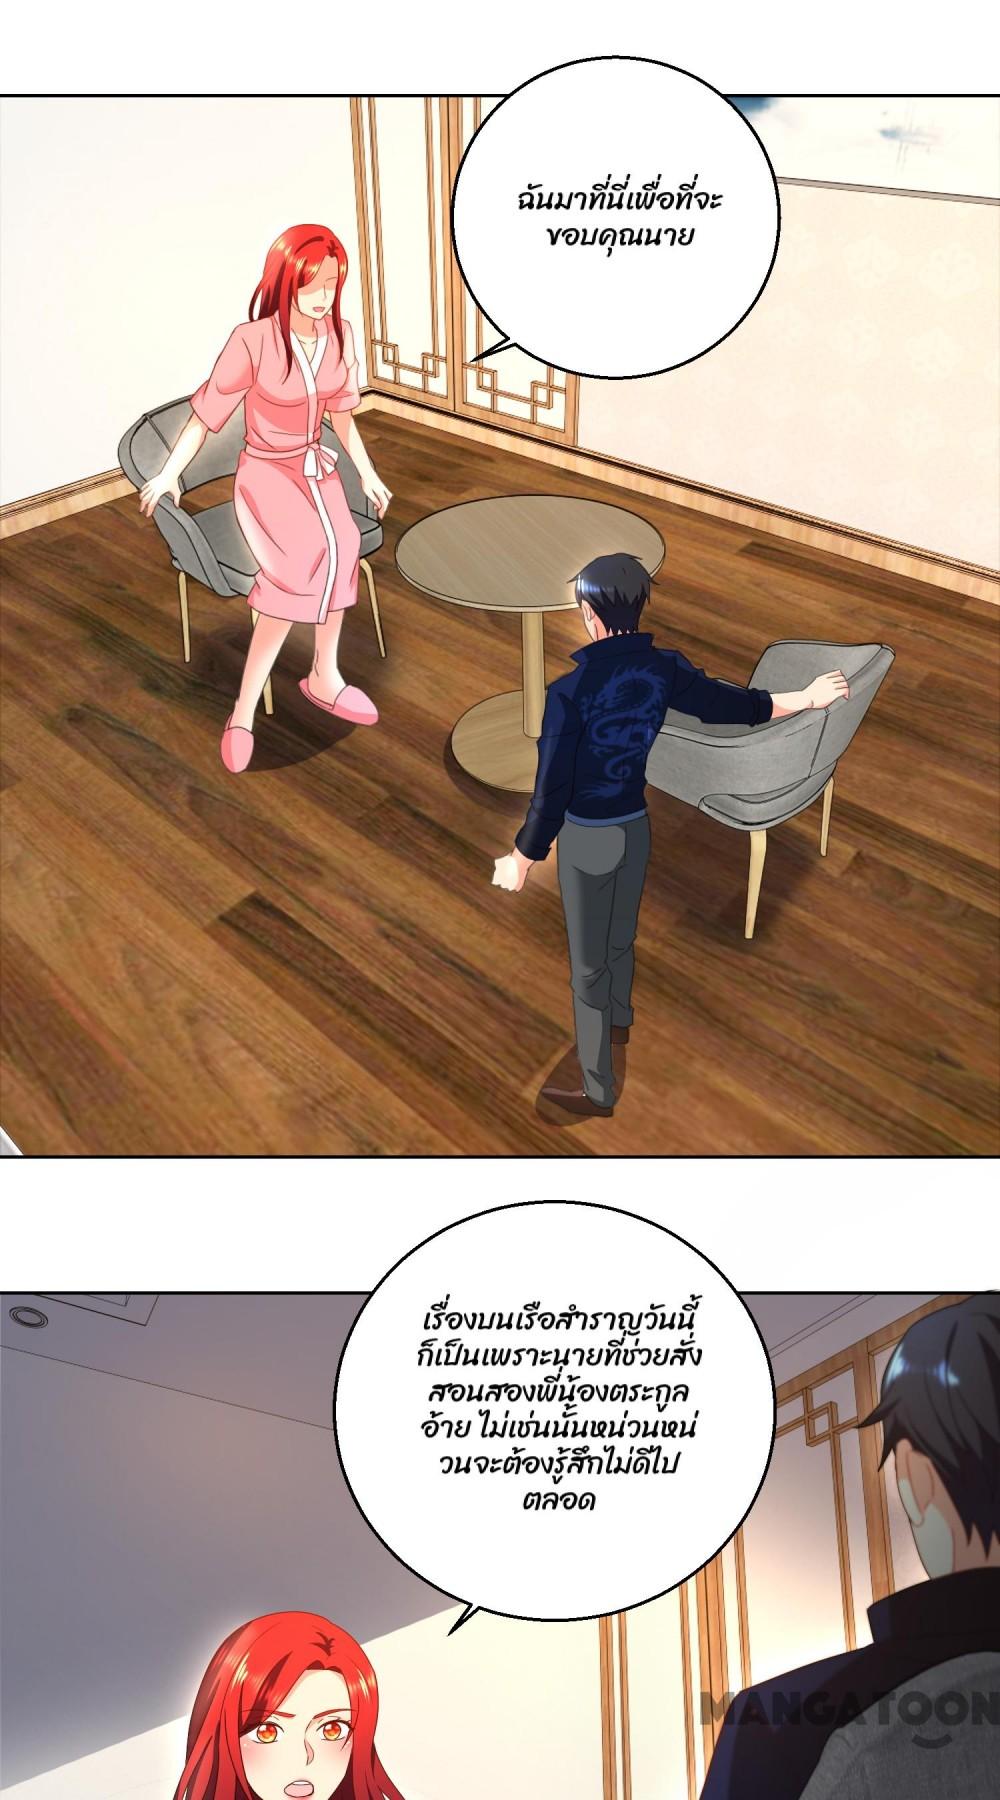 ฉันมาที่นี่เพื่อที่จะ
ขอบคุณนาย
เรื่องบนเรือสำราญวันนี้
ก็เป็นเพราะนายที่ช่วยสั่ง
สอนสองพี่น้องตระกูล
อ้าย ไม่เช่นนั้นหน่วนหน่
วนจะต้องรู้สึกไม่ดีไป
ตลอด
MANGATOON